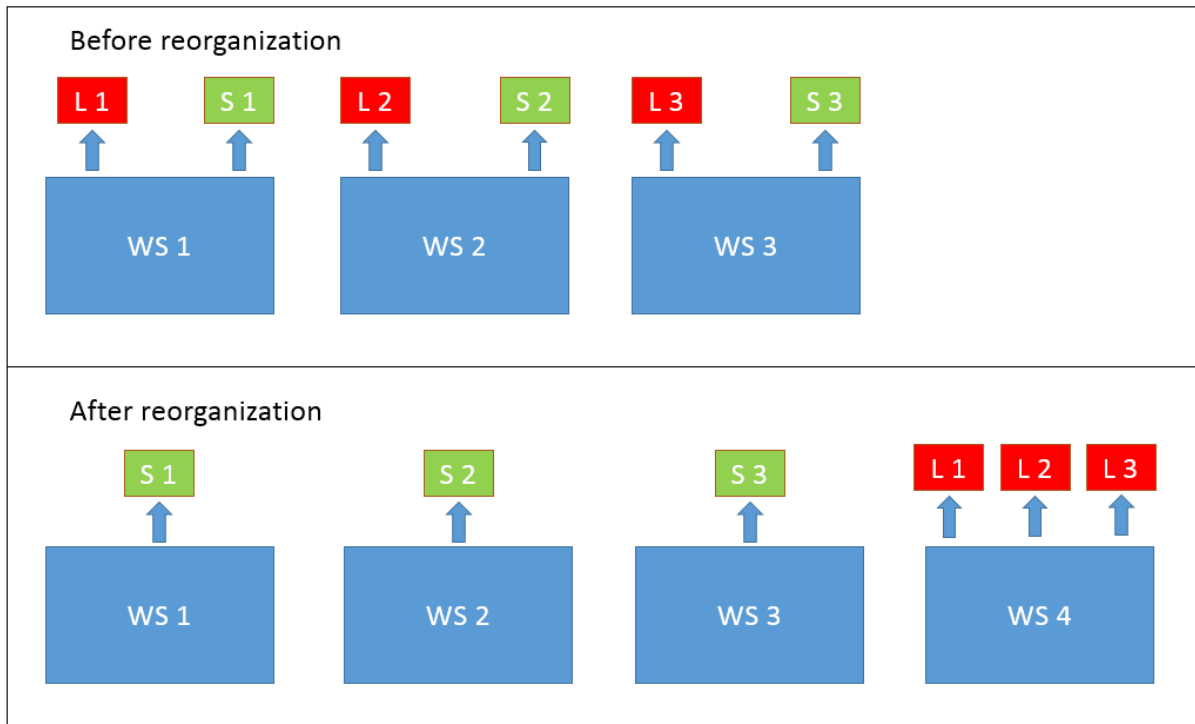 Before reorganization
L 1 S 1 L 2 S 2 L 3 S 3
WS 1 WS 2 WS 3
After reorganization
S 1 S 2 S 3 L 1 L 2 L 3
WS 1 WS 2 WS 3 WS 4